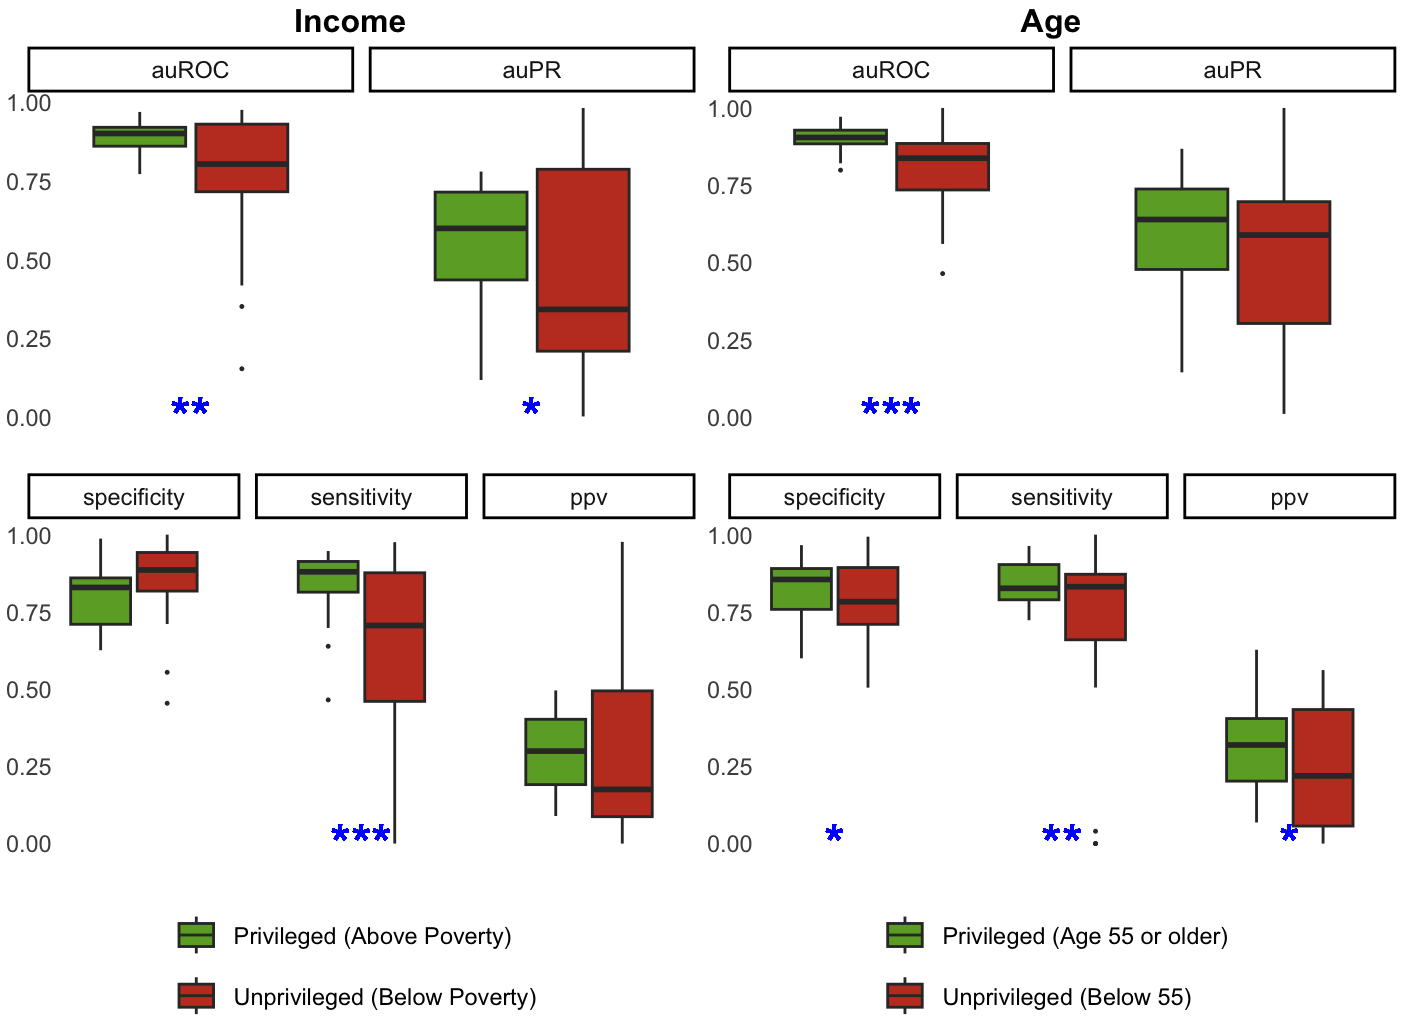 Income
Age
auROC
auPR
auROC
auPR
1.00
0.75
0.50
0.25
0.00
**
*
1.00
0.75
0.50
0.25
0.00
***
specificity
sensitivity
ppv
specificity
sensitivity
ppv
1.00
0.75
0.50
0.25
0.00
***
1.00
0.75
0.50
0.25
0.00
*
**
*
Privileged (Above Poverty)
Unprivileged (Below Poverty)
Privileged (Age 55 or older)
Unprivileged (Below 55)